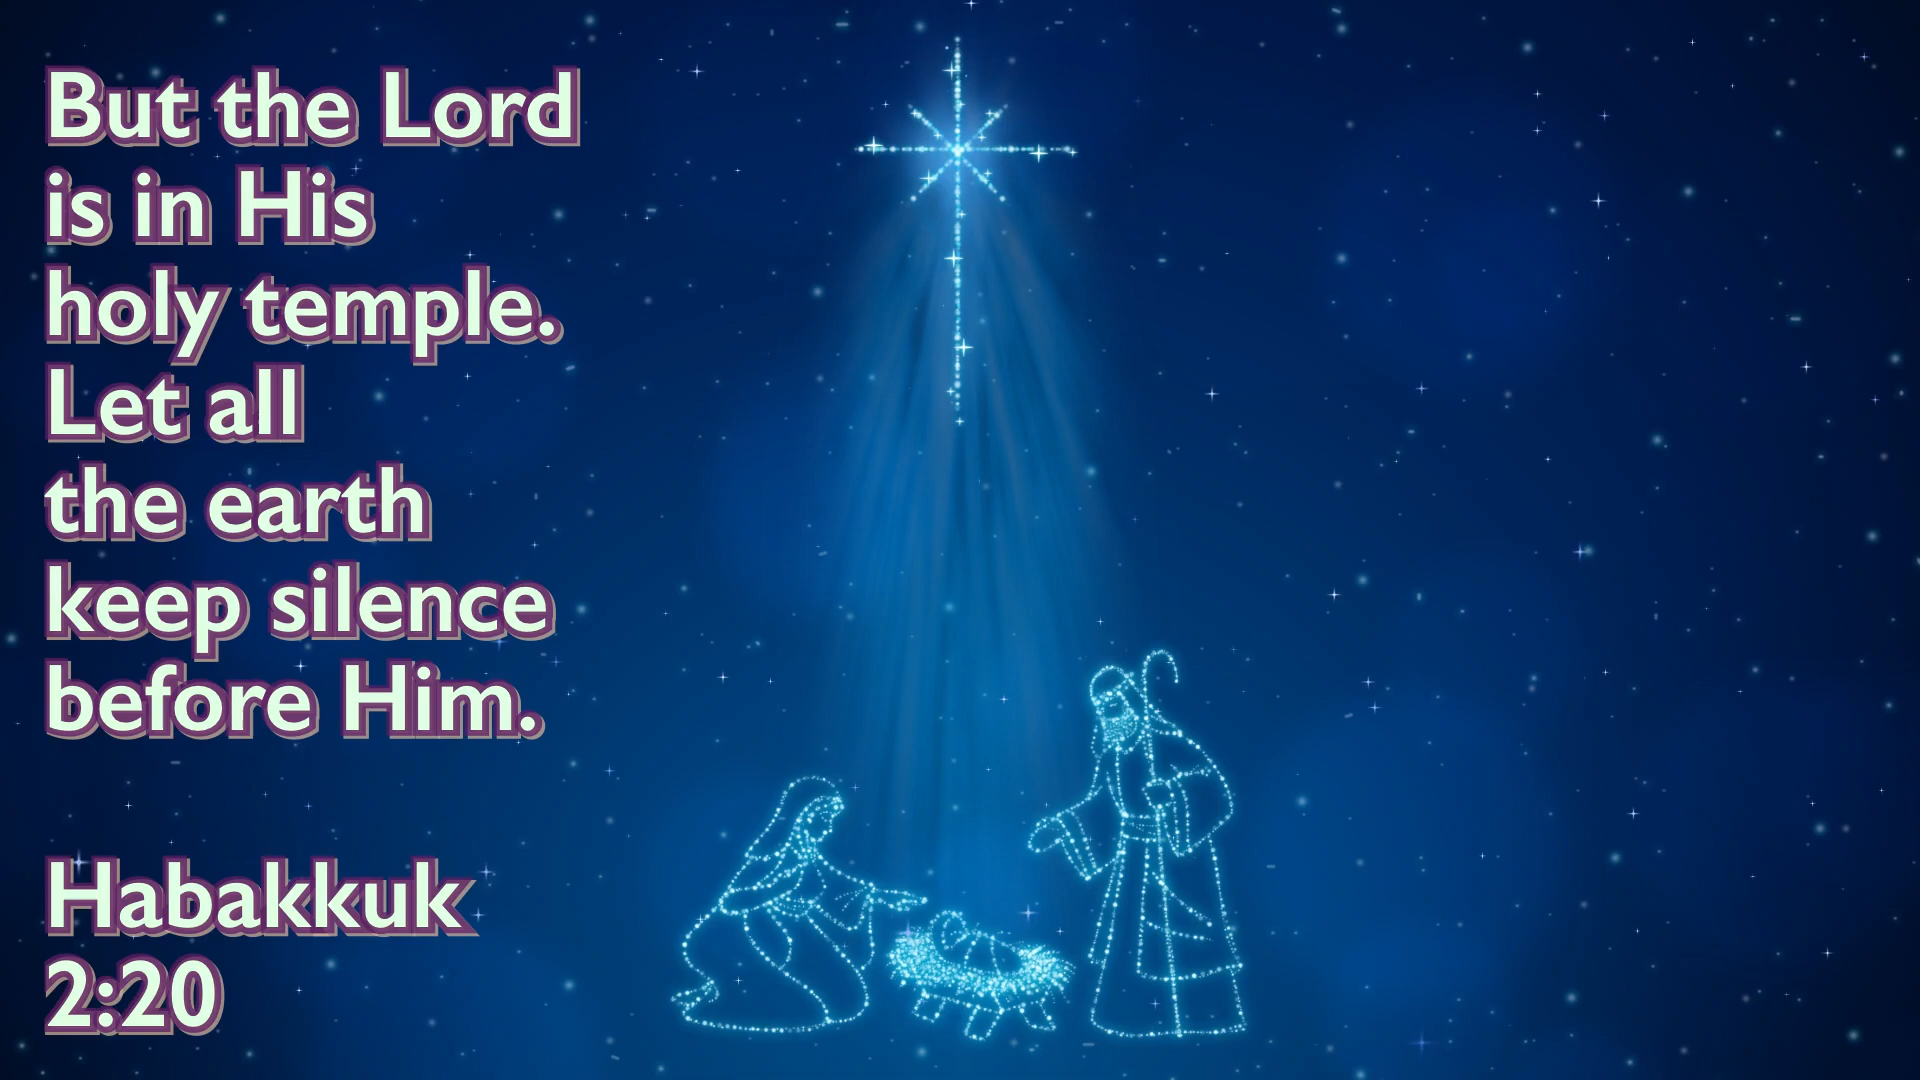 But the Lord
is in His
holy temple.
Let all
the earth
keep silence
before Him.
Habakkuk
2:20